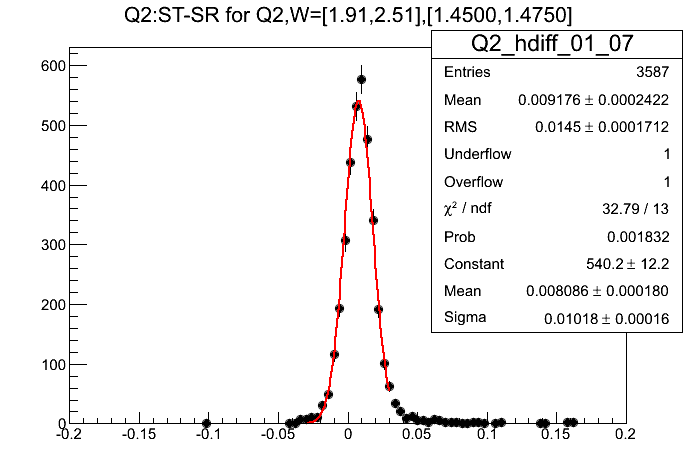 Q2:ST-SR for Q2,W=[1.91,2.51],[1.4500,1.4750]
Q2_hdiff_01_07
Entries 3587
Mean 0.009176 ± 0.0002422
RMS 0.0145 ± 0.0001712
Underflow 1
Overflow 1
χ² / ndf 32.79 / 13
Prob 0.001832
Constant 540.2 ± 12.2
Mean 0.008086 ± 0.000180
Sigma 0.01018 ± 0.00016
600
500
400
300
200
100
0
-0.2 -0.15 -0.1 -0.05 0 0.05 0.1 0.15 0.2